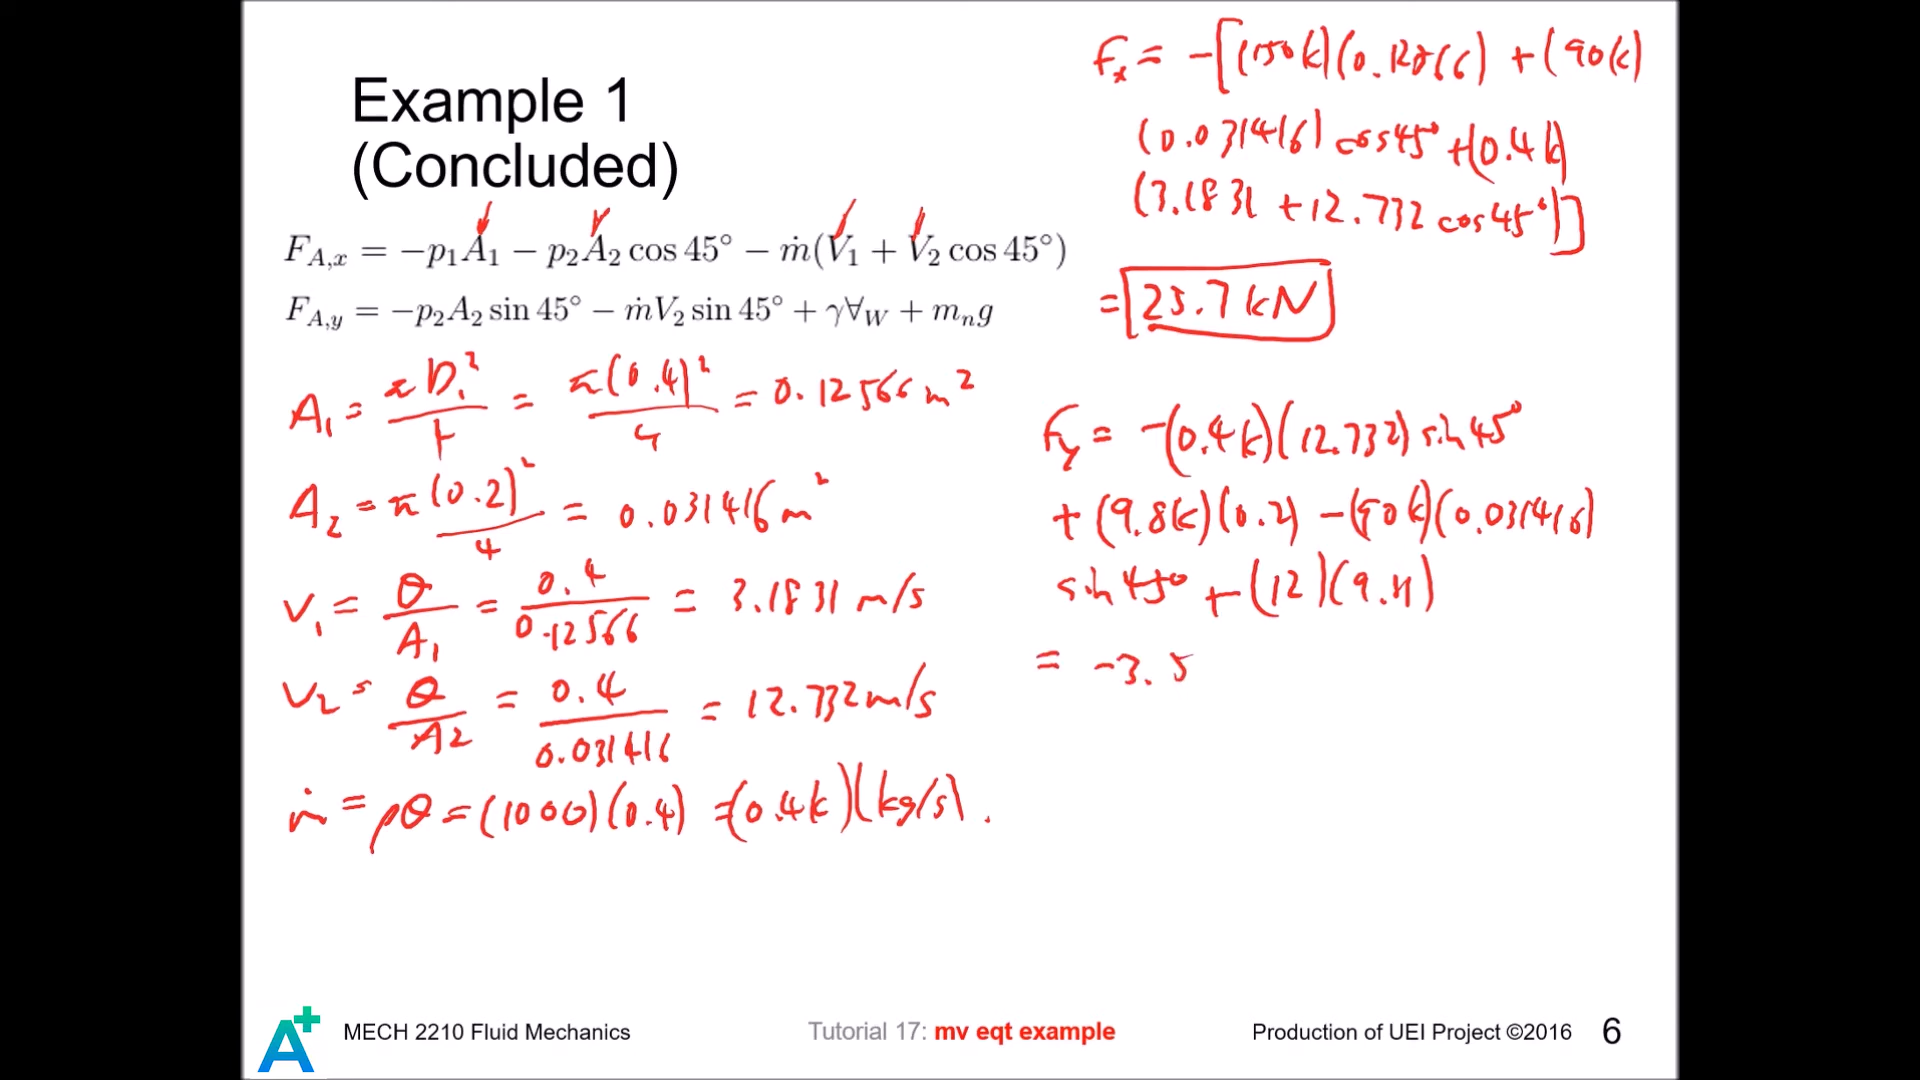 Example 1
(Concluded)
F_{A,x} = −p₁A₁ − p₂A₂ cos 45° − ṁ(V₁ + V₂ cos 45°)
F_{A,y} = −p₂A₂ sin 45° − ṁV₂ sin 45° + γ∀_W + m_n g
A₁ = πD₁²/4 = π(0.4)²/4 = 0.12566 m²
A₂ = π(0.2)²/4 = 0.031416 m²
V₁ = Q/A₁ = 0.4/0.12566 = 3.1831 m/s
V₂ = Q/A₂ = 0.4/0.031416 = 12.732 m/s
ṁ = ρQ = (1000)(0.4) = (0.4k)(kg/s).
Fₓ = −[(150k)(0.12566) + (90k)
(0.031416) cos45° + (0.4k)
(3.1831 + 12.732 cos45°)]
= 25.7 kN
F_y = −(0.4k)(12.732) sin45°
+ (9.8k)(0.2) − (90k)(0.031416)
sin45° + (12)(9.81)
= −3.5
A+
MECH 2210 Fluid Mechanics
Tutorial 17: mv eqt example
Production of UEI Project ©2016
6